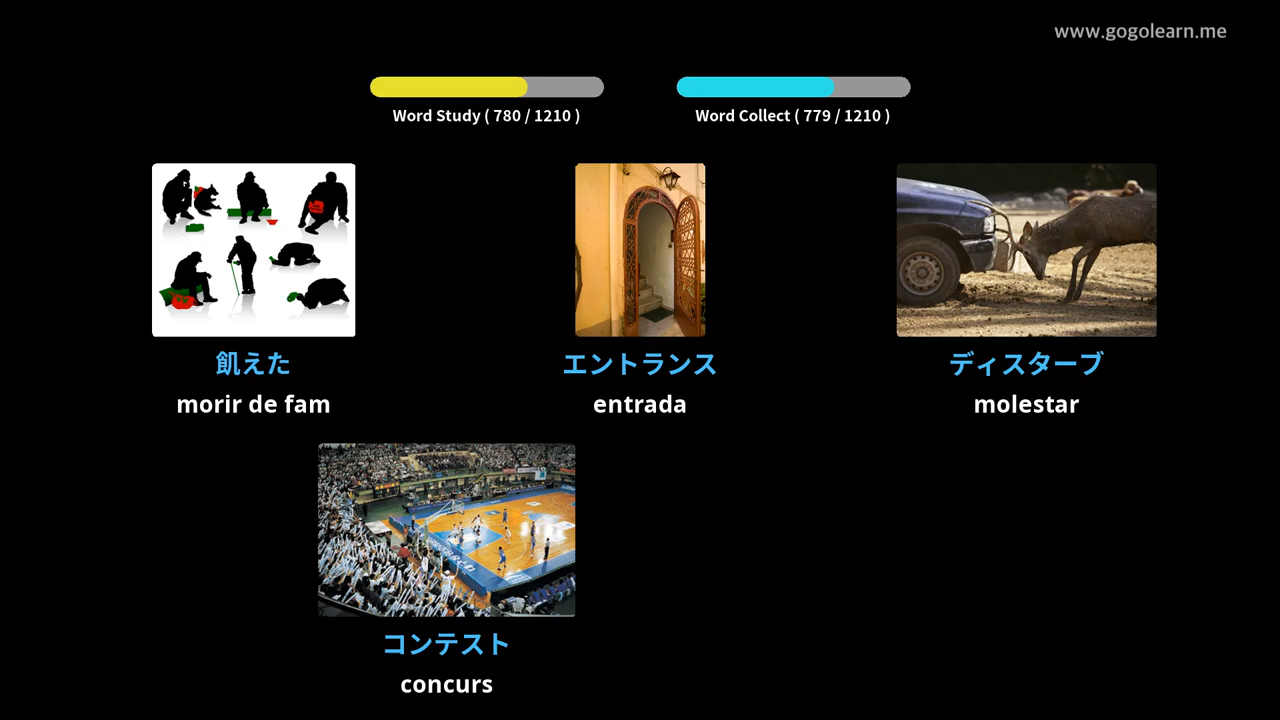 www.gogolearn.me
Word Study ( 780 / 1210 )
Word Collect ( 779 / 1210 )
飢えた
morir de fam
エントランス
entrada
ディスターブ
molestar
コンテスト
concurs